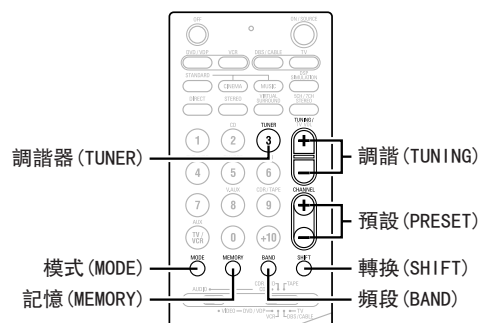 OFF
ON/SOURCE
DVD/VDP VCR DBS/CABLE TV
STANDARD CINEMA MUSIC DSP SIMULATION
DIRECT STEREO VIRTUAL SURROUND 5CH/7CH STEREO
CD TUNER TUNING/
1 2 3 +
調諧器(TUNER)
調諧(TUNING)
4 5 6 −
V.AUX CDR/TAPE CHANNEL
7 8 9 +
預設(PRESET)
AUX
TV/VCR 0 +10 −
MODE MEMORY BAND SHIFT
模式(MODE)
轉換(SHIFT)
記憶(MEMORY)
頻段(BAND)
AUDIO CDR TAPE
CD
VIDEO DVD/VDP TV
VCR DBS/CABLE